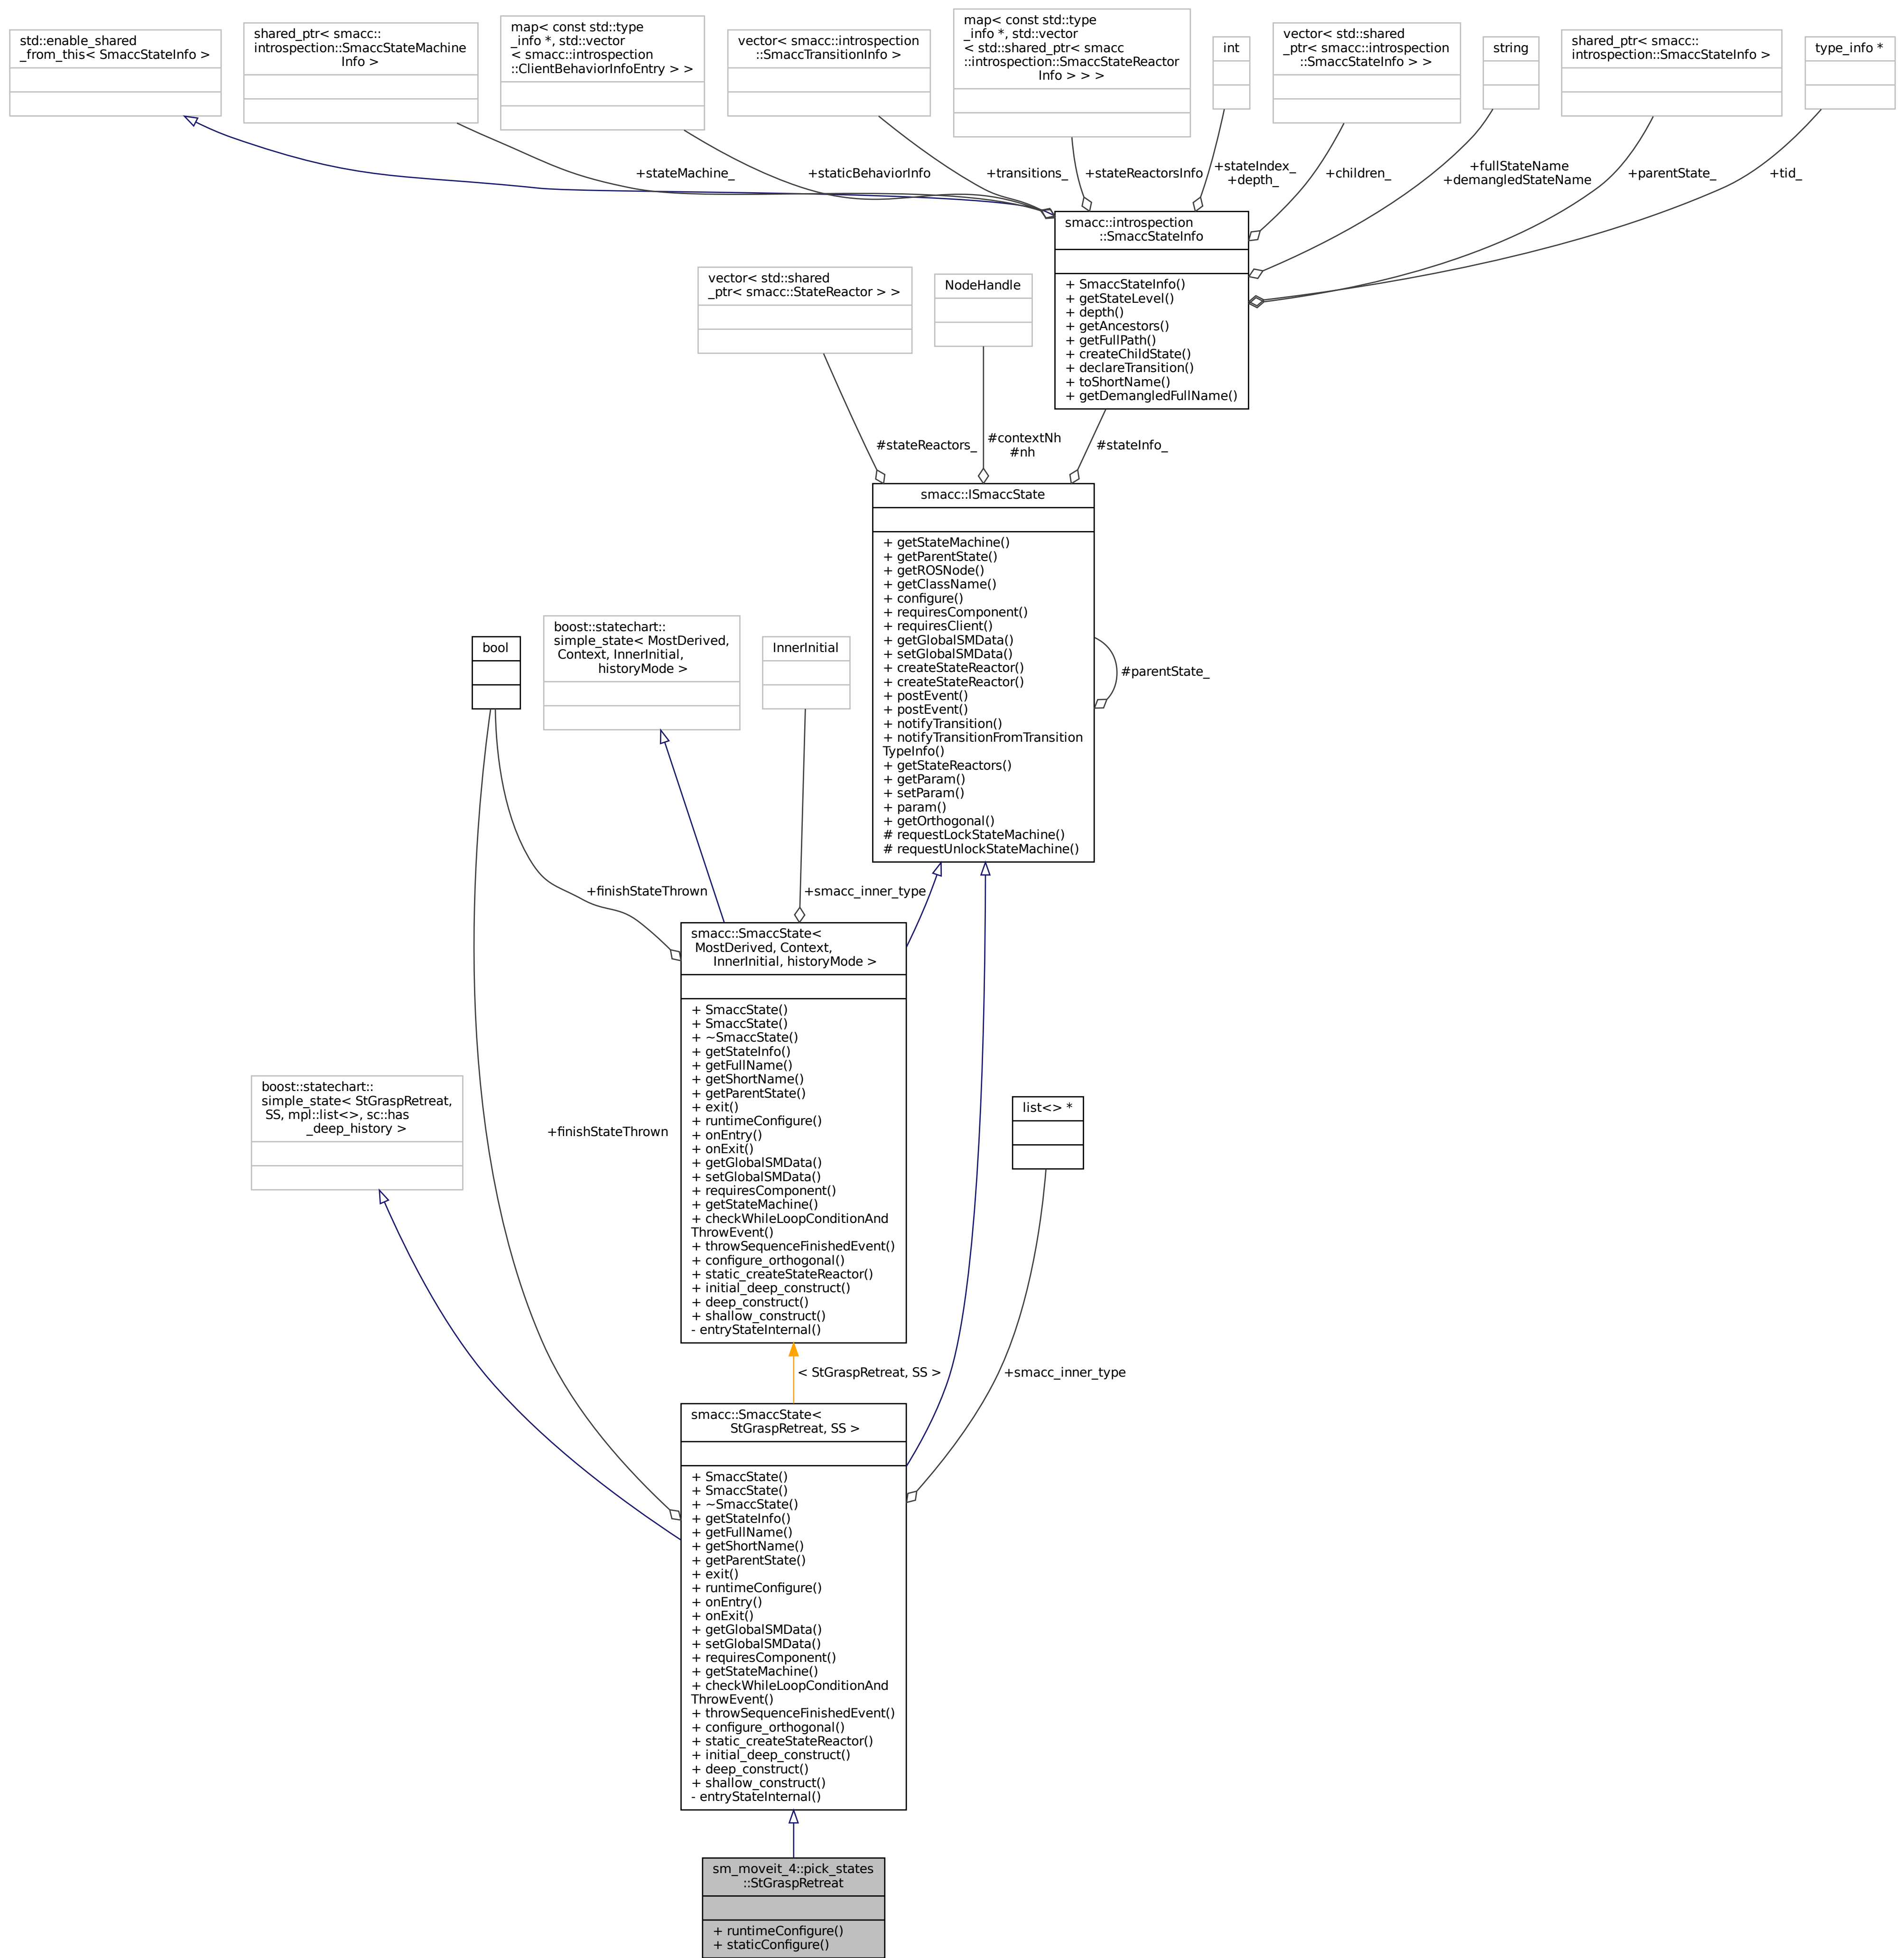 std::enable_shared
_from_this< SmaccStateInfo >
shared_ptr< smacc::
introspection::SmaccStateMachine
Info >
map< const std::type
_info *, std::vector
< smacc::introspection
::ClientBehaviorInfoEntry > >
vector< smacc::introspection
::SmaccTransitionInfo >
map< const std::type
_info *, std::vector
< std::shared_ptr< smacc
::introspection::SmaccStateReactor
Info > > >
int
vector< std::shared
_ptr< smacc::introspection
::SmaccStateInfo > >
string
shared_ptr< smacc::
introspection::SmaccStateInfo >
type_info *
+stateMachine_
+staticBehaviorInfo
+transitions_
+stateReactorsInfo
+stateIndex_
+depth_
+children_
+fullStateName
+demangledStateName
+parentState_
+tid_
smacc::introspection
::SmaccStateInfo
+ SmaccStateInfo()
+ getStateLevel()
+ depth()
+ getAncestors()
+ getFullPath()
+ createChildState()
+ declareTransition()
+ toShortName()
+ getDemangledFullName()
vector< std::shared
_ptr< smacc::StateReactor > >
NodeHandle
#stateReactors_
#contextNh
#nh
#stateInfo_
smacc::ISmaccState
+ getStateMachine()
+ getParentState()
+ getROSNode()
+ getClassName()
+ configure()
+ requiresComponent()
+ requiresClient()
+ getGlobalSMData()
+ setGlobalSMData()
+ createStateReactor()
+ createStateReactor()
+ postEvent()
+ postEvent()
+ notifyTransition()
+ notifyTransitionFromTransition
TypeInfo()
+ getStateReactors()
+ getParam()
+ setParam()
+ param()
+ getOrthogonal()
# requestLockStateMachine()
# requestUnlockStateMachine()
#parentState_
bool
boost::statechart::
simple_state< MostDerived,
Context, InnerInitial,
historyMode >
InnerInitial
+finishStateThrown
+smacc_inner_type
smacc::SmaccState<
MostDerived, Context,
InnerInitial, historyMode >
+ SmaccState()
+ SmaccState()
+ ~SmaccState()
+ getStateInfo()
+ getFullName()
+ getShortName()
+ getParentState()
+ exit()
+ runtimeConfigure()
+ onEntry()
+ onExit()
+ getGlobalSMData()
+ setGlobalSMData()
+ requiresComponent()
+ getStateMachine()
+ checkWhileLoopConditionAnd
ThrowEvent()
+ throwSequenceFinishedEvent()
+ configure_orthogonal()
+ static_createStateReactor()
+ initial_deep_construct()
+ deep_construct()
+ shallow_construct()
- entryStateInternal()
boost::statechart::
simple_state< StGraspRetreat,
SS, mpl::list<>, sc::has
_deep_history >
+finishStateThrown
list<> *
< StGraspRetreat, SS >
+smacc_inner_type
smacc::SmaccState<
StGraspRetreat, SS >
+ SmaccState()
+ SmaccState()
+ ~SmaccState()
+ getStateInfo()
+ getFullName()
+ getShortName()
+ getParentState()
+ exit()
+ runtimeConfigure()
+ onEntry()
+ onExit()
+ getGlobalSMData()
+ setGlobalSMData()
+ requiresComponent()
+ getStateMachine()
+ checkWhileLoopConditionAnd
ThrowEvent()
+ throwSequenceFinishedEvent()
+ configure_orthogonal()
+ static_createStateReactor()
+ initial_deep_construct()
+ deep_construct()
+ shallow_construct()
- entryStateInternal()
sm_moveit_4::pick_states
::StGraspRetreat
+ runtimeConfigure()
+ staticConfigure()